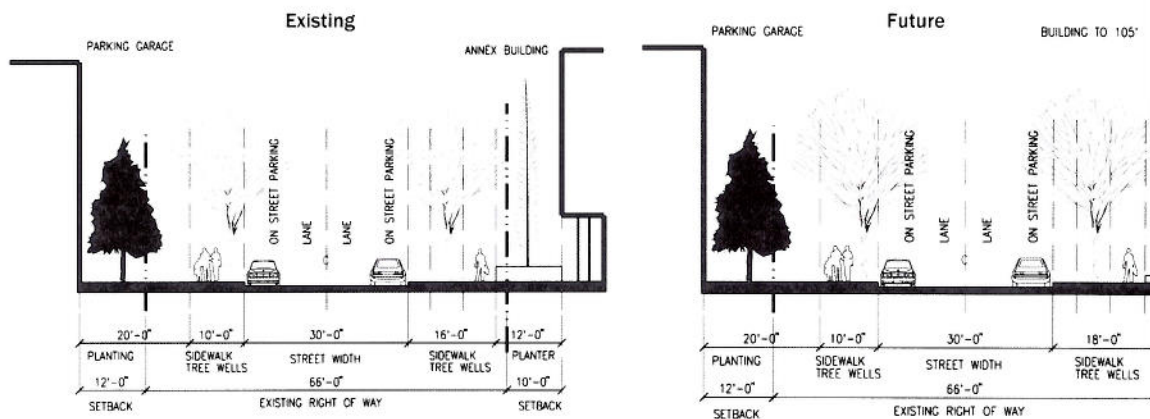 Existing
PARKING GARAGE
ANNEX BUILDING
ON STREET PARKING
LANE
LANE
ON STREET PARKING
20'-0"
10'-0"
30'-0"
16'-0"
12'-0"
PLANTING
SIDEWALK
TREE WELLS
STREET WIDTH
SIDEWALK
TREE WELLS
PLANTER
12'-0"
66'-0"
10'-0"
SETBACK
EXISTING RIGHT OF WAY
SETBACK
Future
PARKING GARAGE
BUILDING TO 105'
ON STREET PARKING
LANE
LANE
ON STREET PARKING
20'-0"
10'-0"
30'-0"
18'-0"
PLANTING
SIDEWALK
TREE WELLS
STREET WIDTH
SIDEWALK
TREE WELLS
12'-0"
66'-0"
SETBACK
EXISTING RIGHT OF WAY